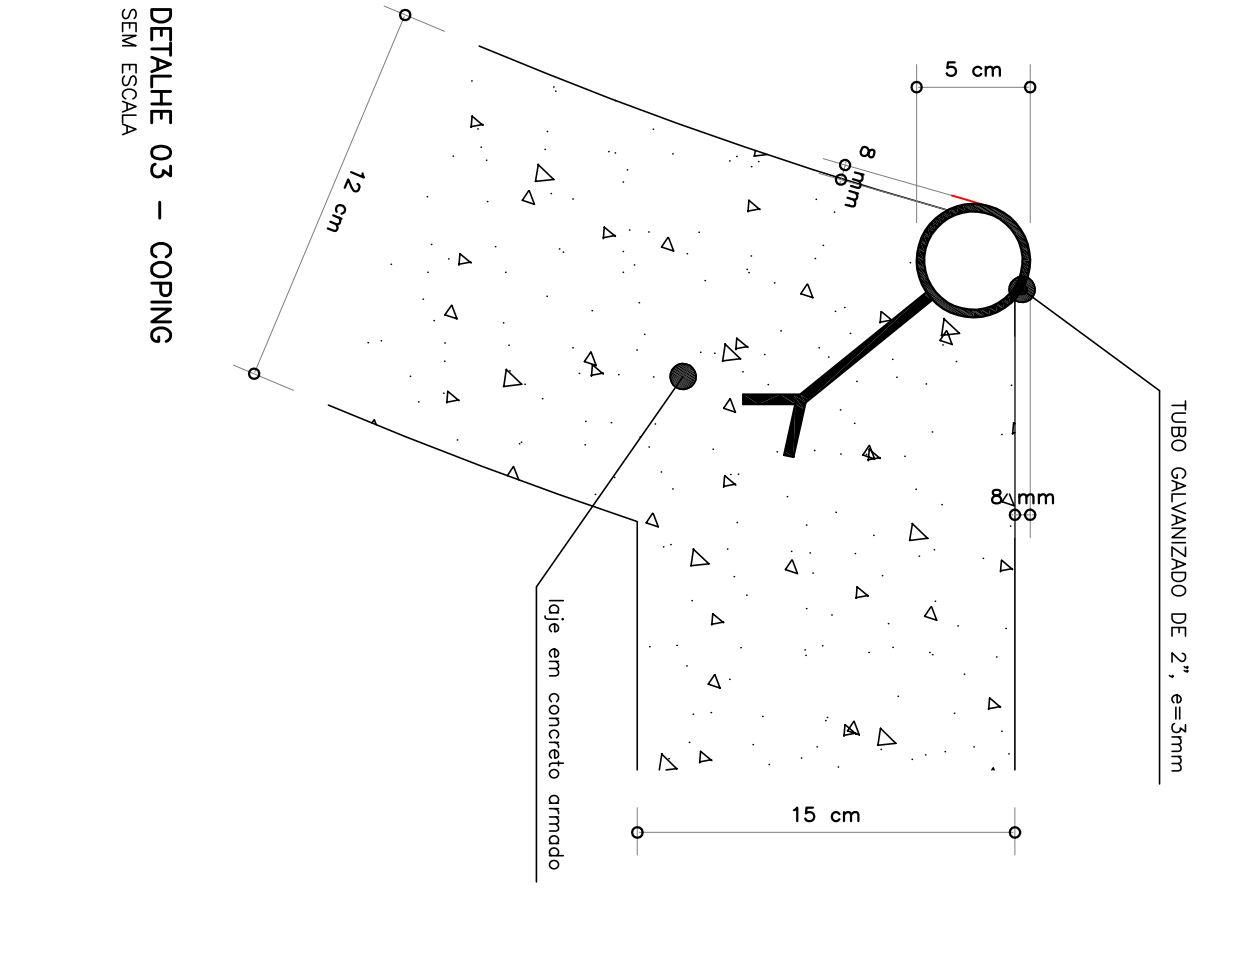 DETALHE 03 – COPING
SEM ESCALA
12 cm
5 cm
8 mm
8 mm
TUBO GALVANIZADO DE 2", e=3mm
laje em concreto armado
15 cm